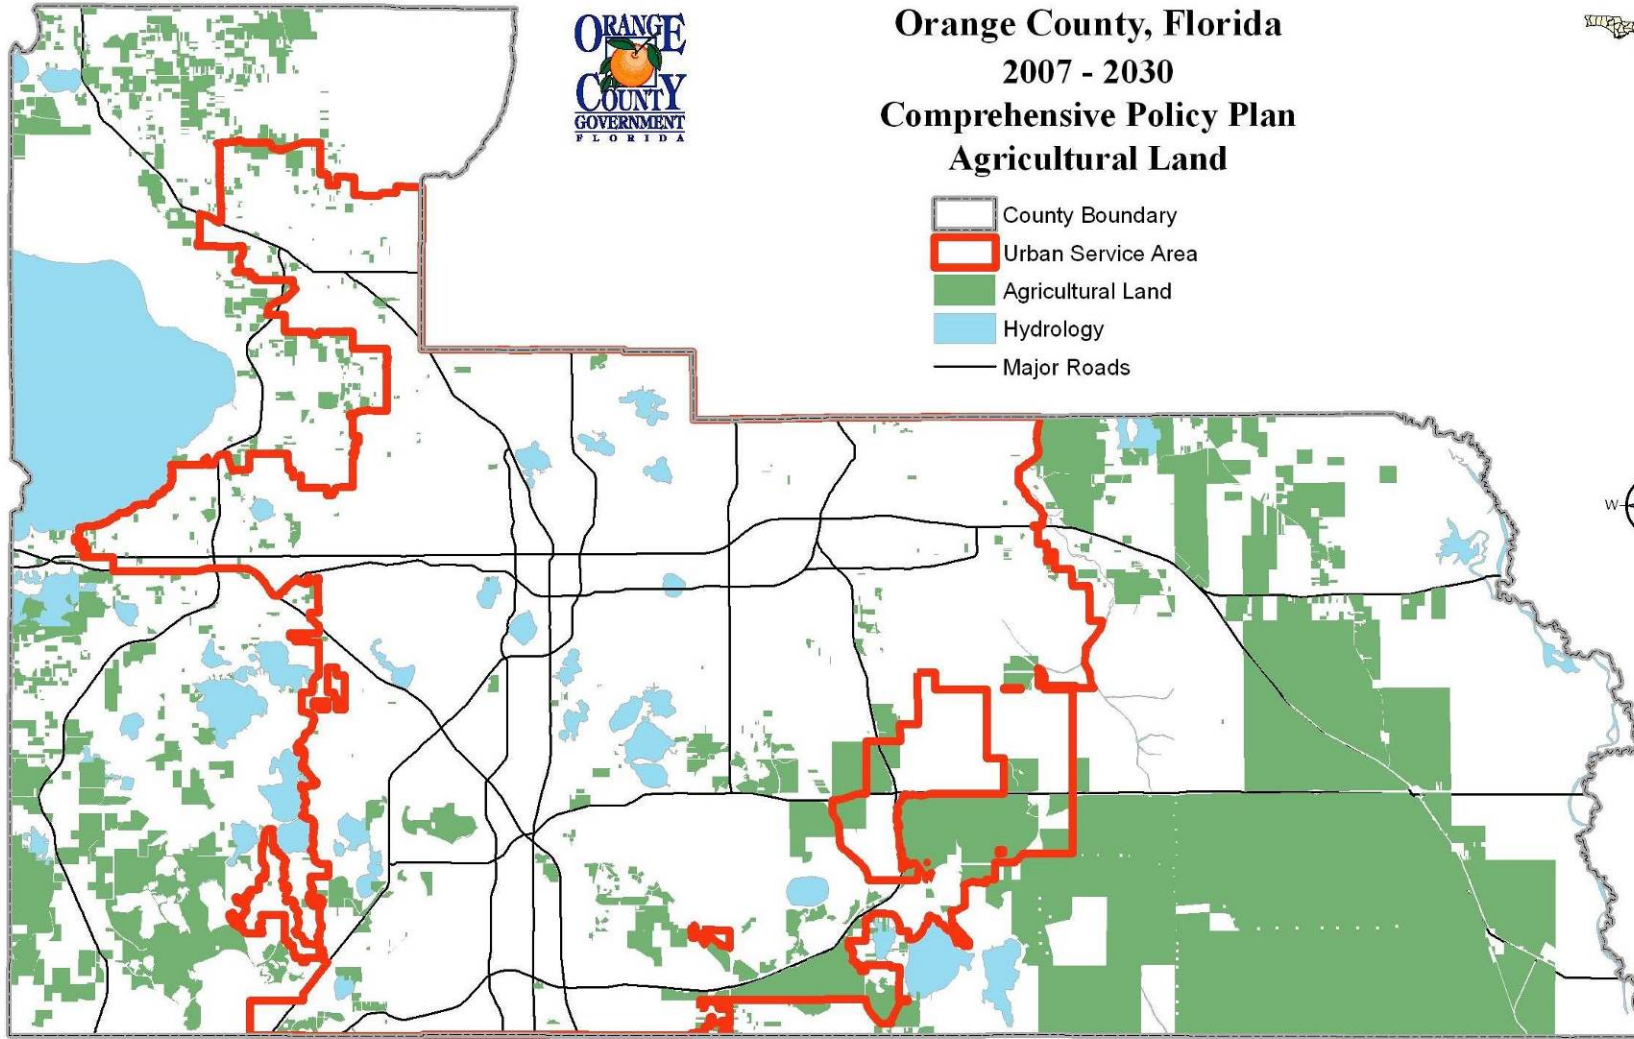 ORANGE
COUNTY
GOVERNMENT
FLORIDA
Orange County, Florida
2007 - 2030
Comprehensive Policy Plan
Agricultural Land
County Boundary
Urban Service Area
Agricultural Land
Hydrology
Major Roads
W